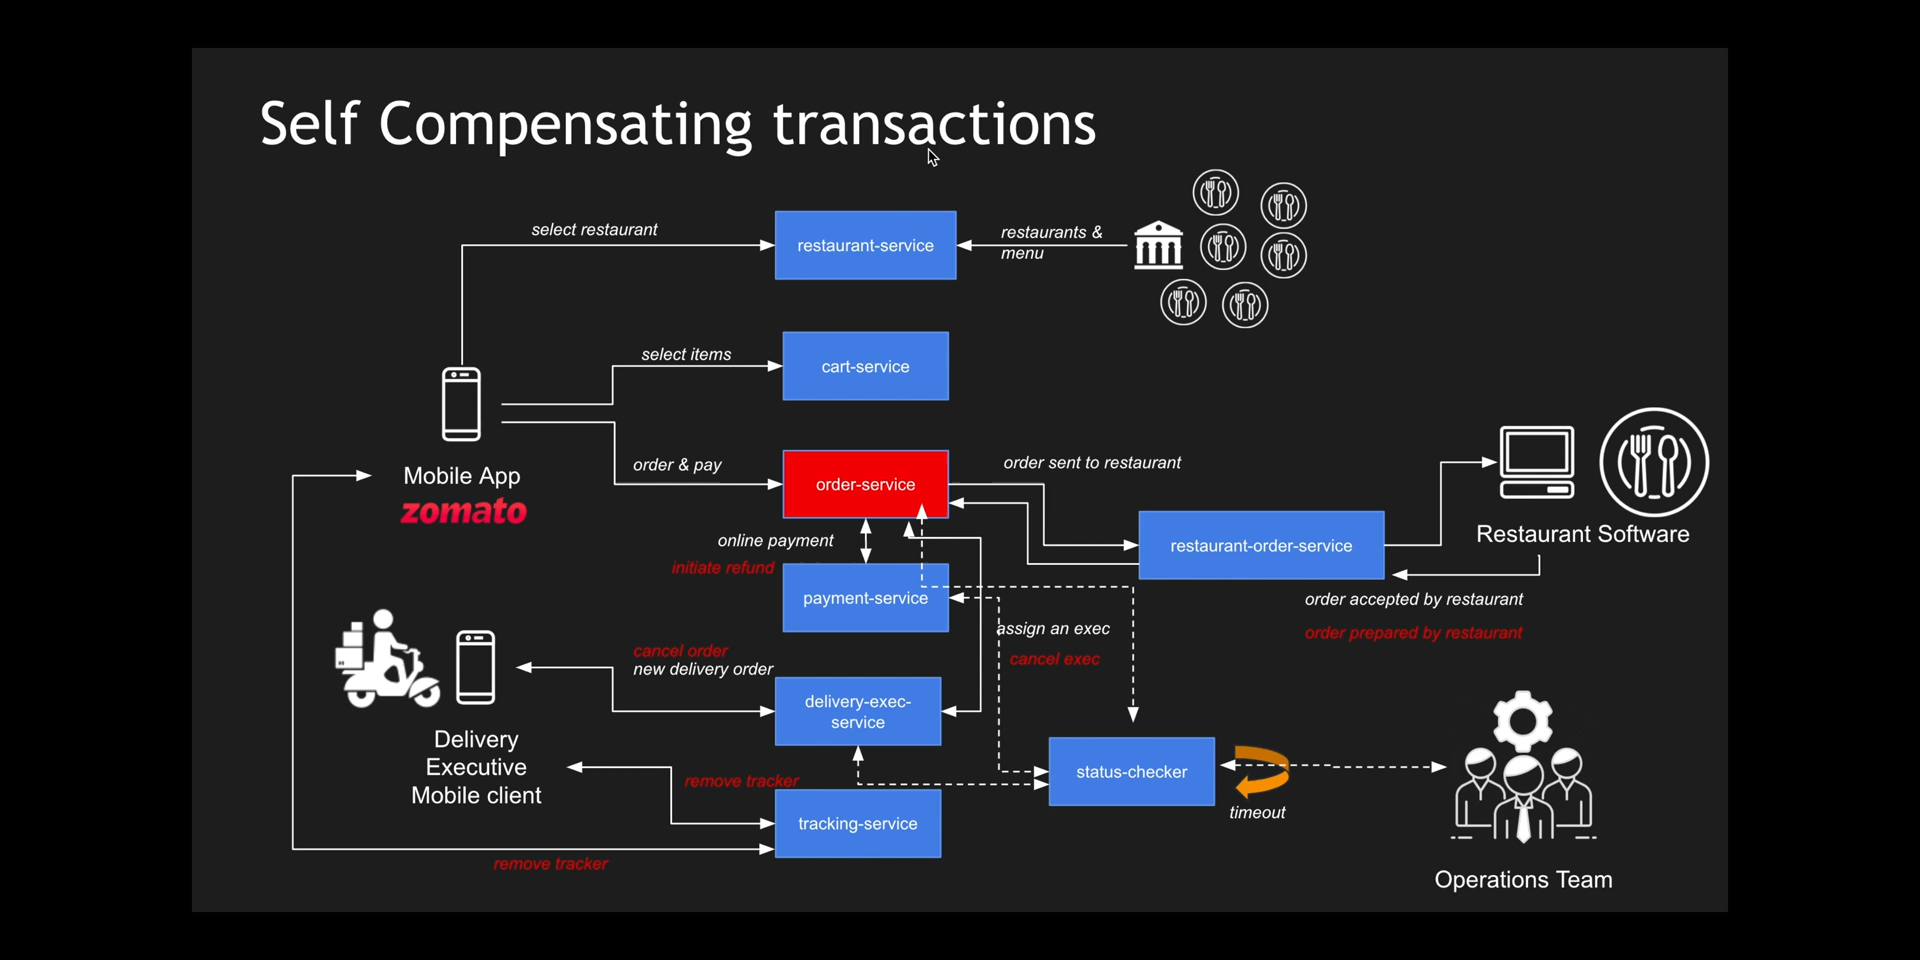 Self Compensating transactions
select restaurant
restaurant-service
restaurants &
menu
select items
cart-service
Mobile App
zomato
order & pay
order-service
order sent to restaurant
restaurant-order-service
Restaurant Software
order accepted by restaurant
order prepared by restaurant
online payment
initiate refund
payment-service
assign an exec
cancel exec
cancel order
new delivery order
delivery-exec-
service
Delivery
Executive
Mobile client
remove tracker
tracking-service
remove tracker
status-checker
timeout
Operations Team